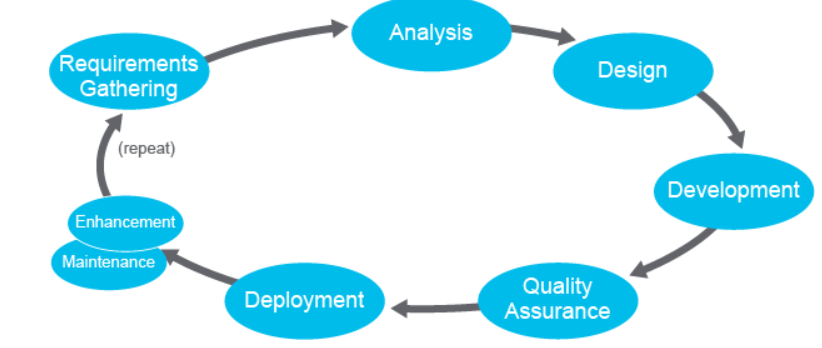 Requirements
Gathering
Analysis
Design
Development
Quality
Assurance
Deployment
Maintenance
Enhancement
(repeat)